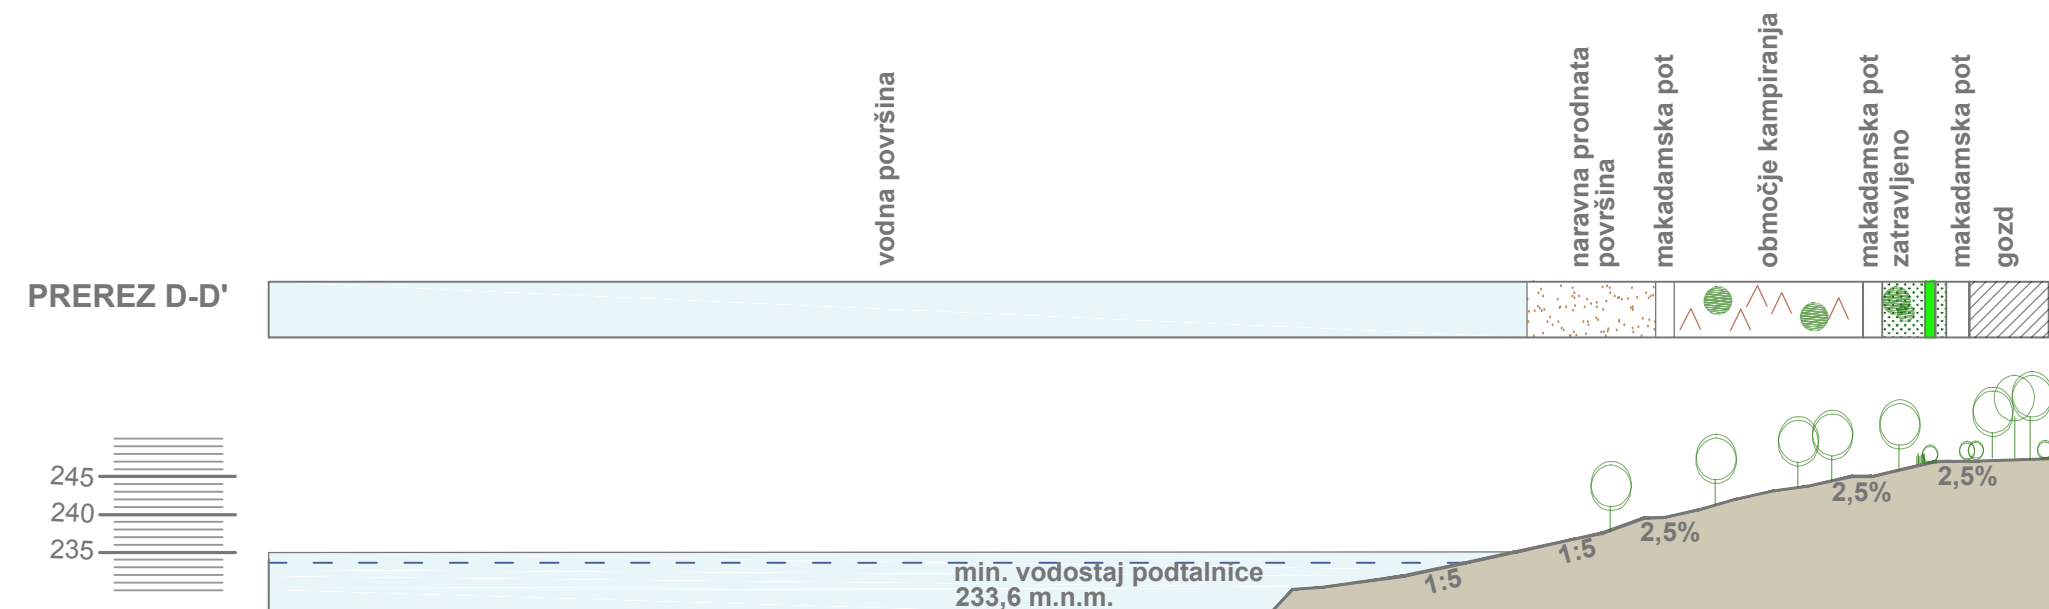 vodna površina
naravna prodnata
površina
makadamska pot
območje kampiranja
makadamska pot
zatravljeno
makadamska pot
gozd
PREREZ D-D'
245
240
235
2,5%
2,5%
2,5%
1:5
1:5
min. vodostaj podtalnice
233,6 m.n.m.